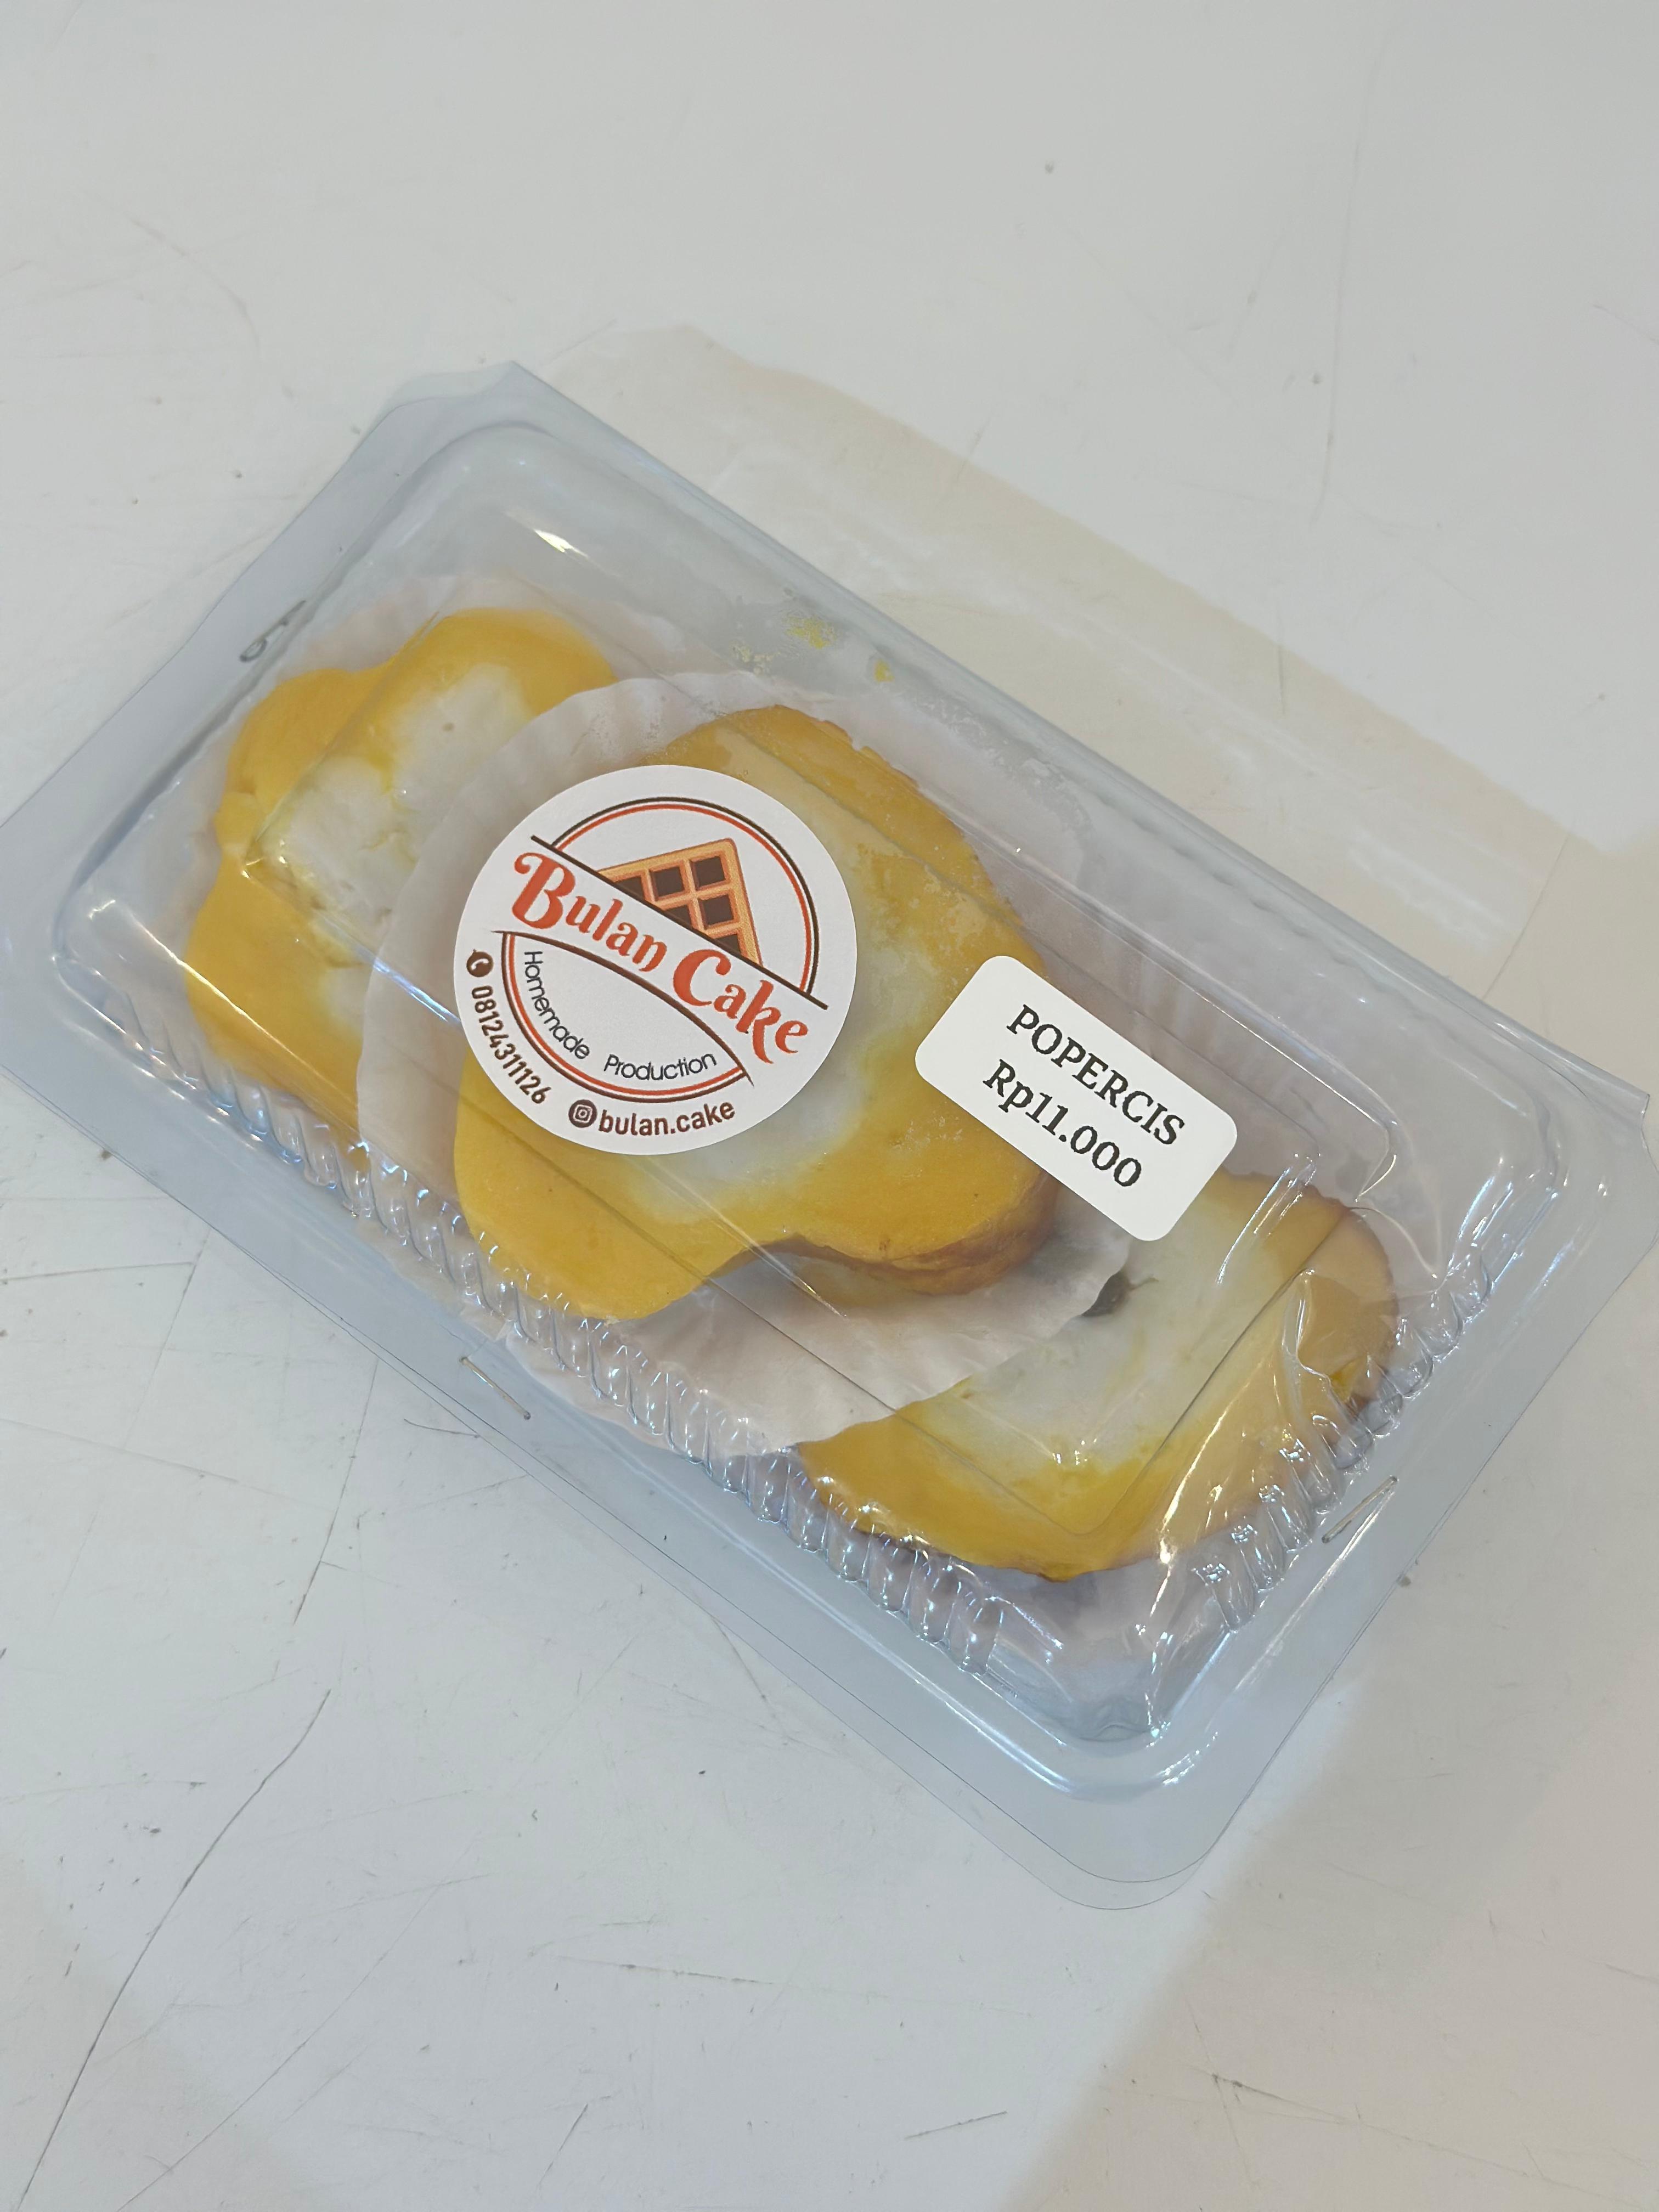 Bulan Cake
Homemade Production
08124311126
bulan.cake
POPERCIS
Rp11.000